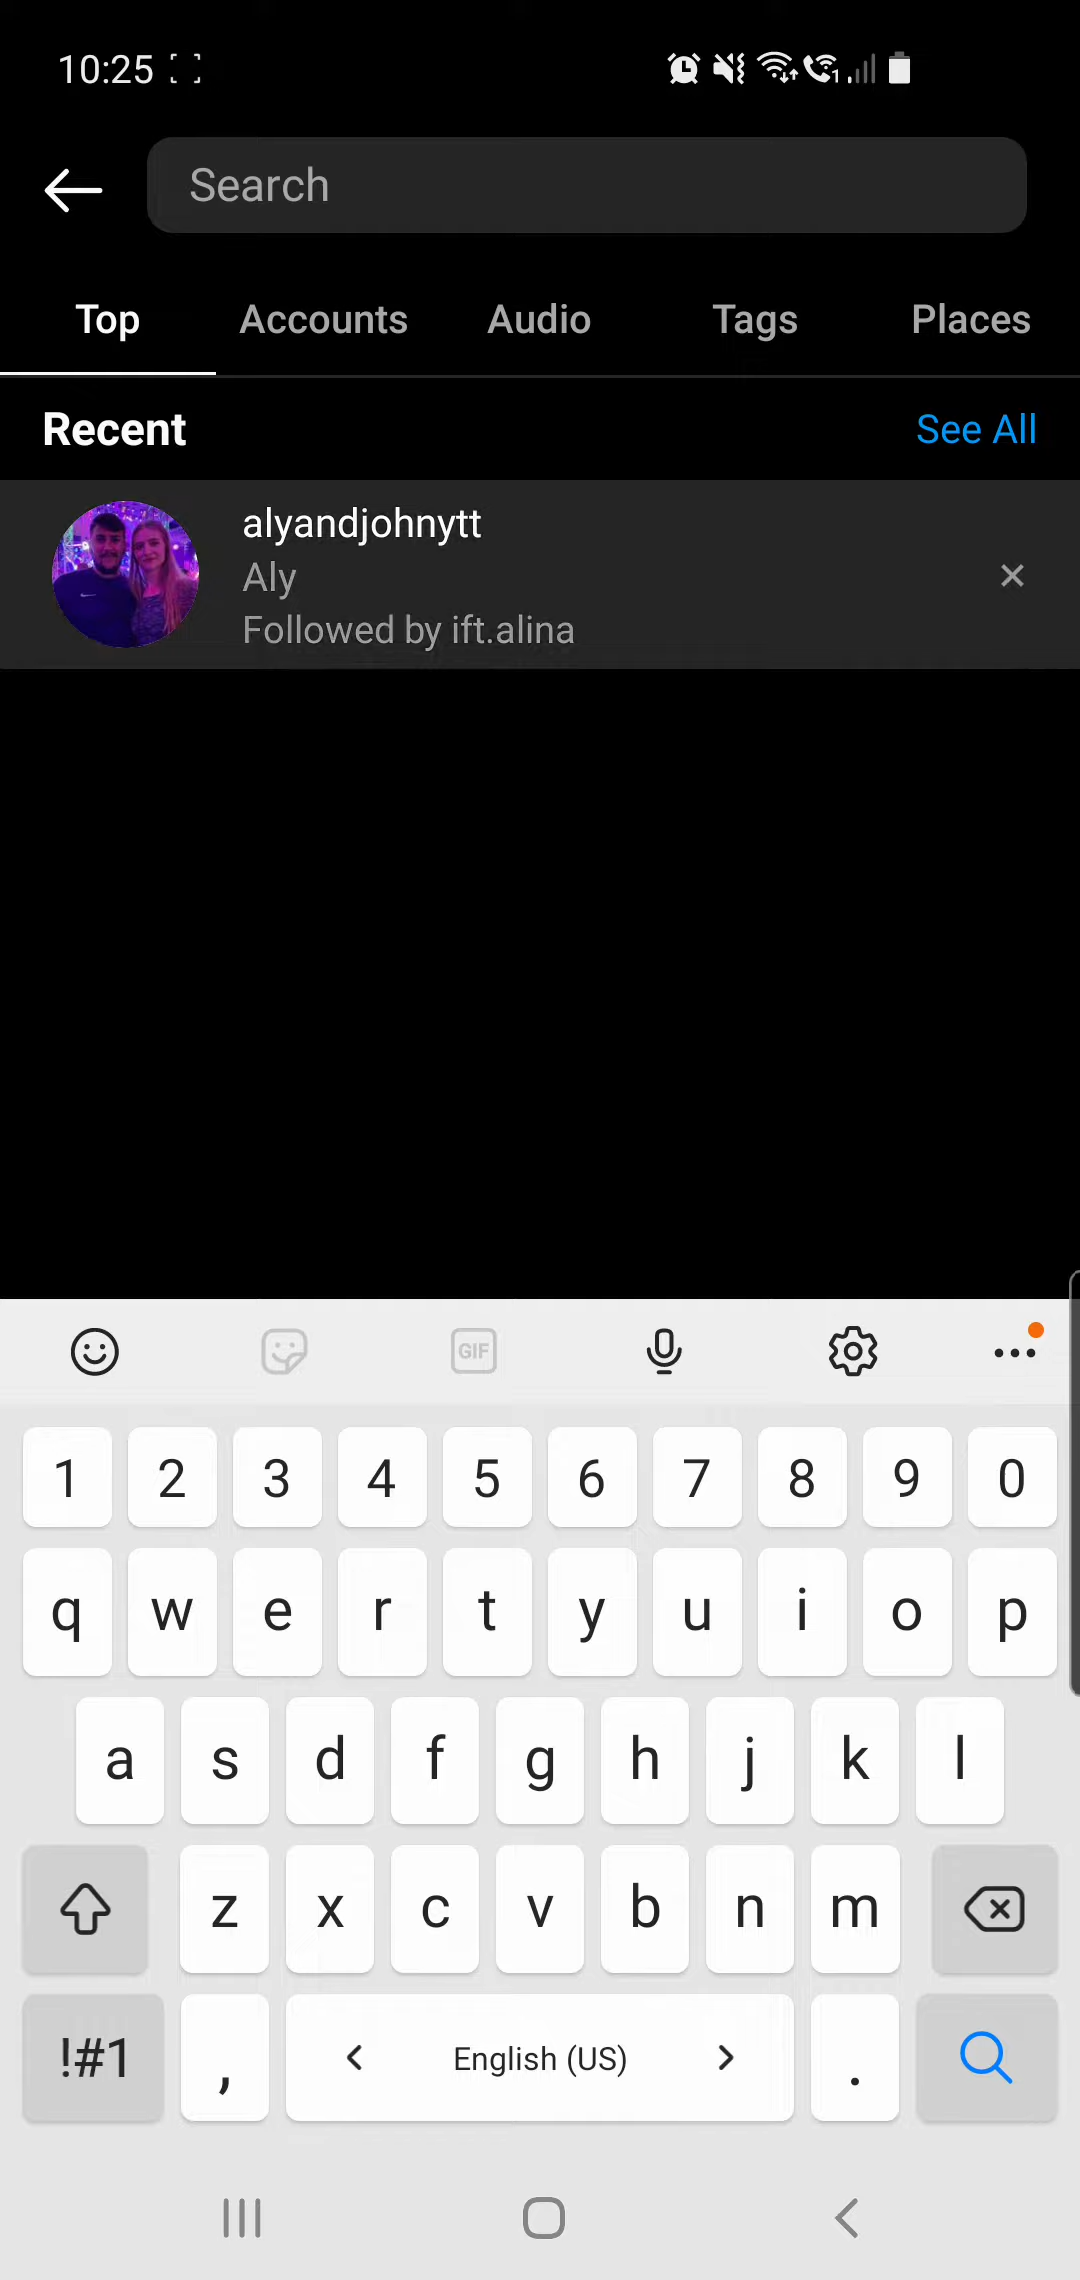 10:25
Search
Top Accounts Audio Tags Places
Recent See All
alyandjohnytt
Aly
Followed by ift.alina
GIF
1 2 3 4 5 6 7 8 9 0
q w e r t y u i o p
a s d f g h j k l
z x c v b n m
!#1 , English (US) .